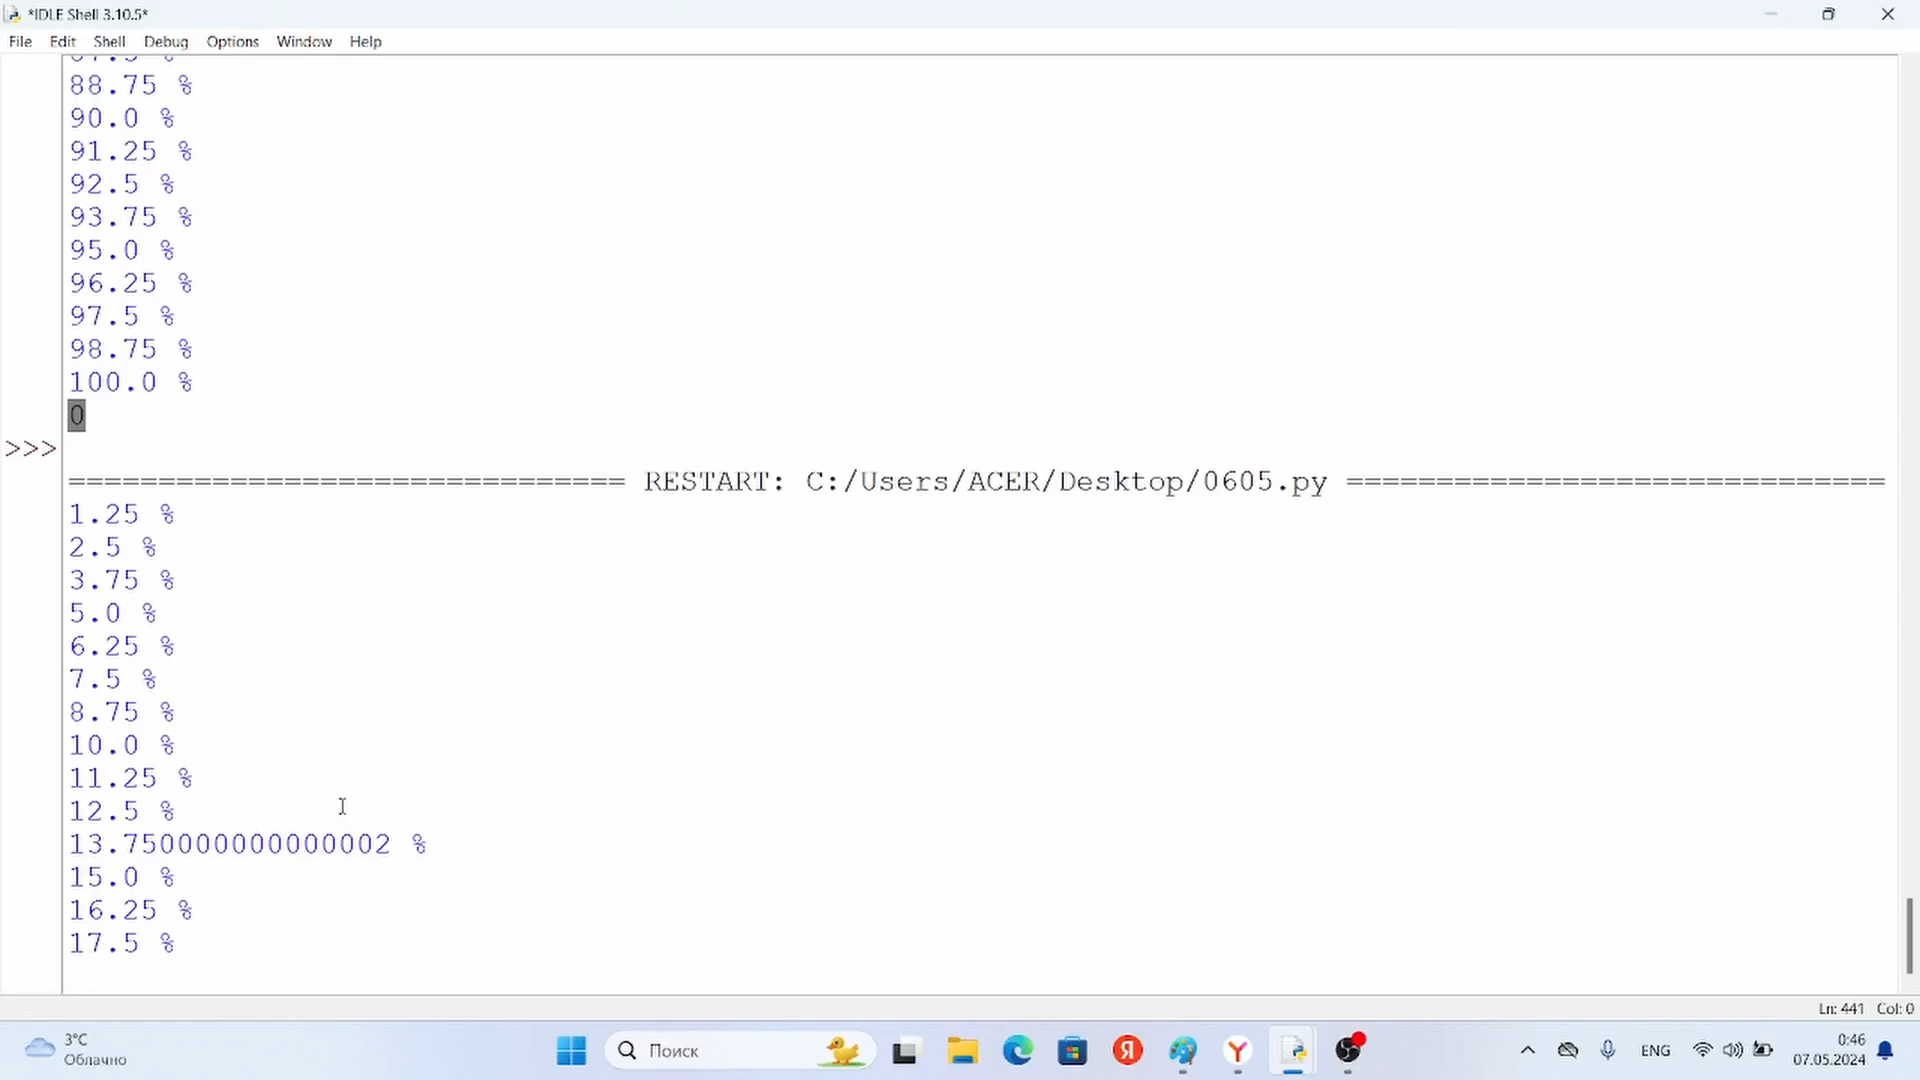 *IDLE Shell 3.10.5*
File Edit Shell Debug Options Window Help
88.75 %
90.0 %
91.25 %
92.5 %
93.75 %
95.0 %
96.25 %
97.5 %
98.75 %
100.0 %
0
>>>
=============================== RESTART: C:/Users/ACER/Desktop/0605.py ==============================
1.25 %
2.5 %
3.75 %
5.0 %
6.25 %
7.5 %
8.75 %
10.0 %
11.25 %
12.5 %
13.750000000000002 %
15.0 %
16.25 %
17.5 %
Ln: 441 Col: 0
3°C
Облачно
Поиск
Я
Y
ENG
0:46
07.05.2024